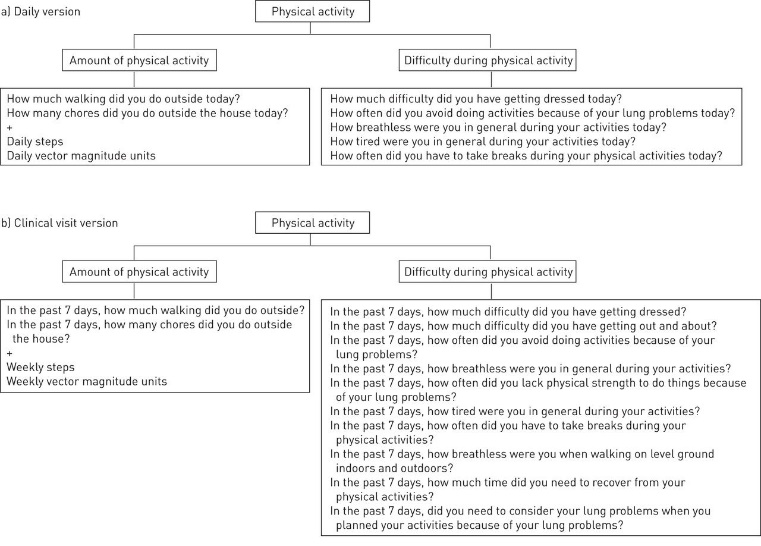 a) Daily version
Physical activity
Amount of physical activity
Difficulty during physical activity
How much walking did you do outside today?
How many chores did you do outside the house today?
+
Daily steps
Daily vector magnitude units
How much difficulty did you have getting dressed today?
How often did you avoid doing activities because of your lung problems today?
How breathless were you in general during your activities today?
How tired were you in general during your activities today?
How often did you have to take breaks during your physical activities today?
b) Clinical visit version
Physical activity
Amount of physical activity
Difficulty during physical activity
In the past 7 days, how much walking did you do outside?
In the past 7 days, how many chores did you do outside
the house?
+
Weekly steps
Weekly vector magnitude units
In the past 7 days, how much difficulty did you have getting dressed?
In the past 7 days, how much difficulty did you have getting out and about?
In the past 7 days, how often did you avoid doing activities because of your
lung problems?
In the past 7 days, how breathless were you in general during your activities?
In the past 7 days, how often did you lack physical strength to do things because
of your lung problems?
In the past 7 days, how tired were you in general during your activities?
In the past 7 days, how often did you have to take breaks during your
physical activities?
In the past 7 days, how breathless were you when walking on level ground
indoors and outdoors?
In the past 7 days, how much time did you need to recover from your
physical activities?
In the past 7 days, did you need to consider your lung problems when you
planned your activities because of your lung problems?